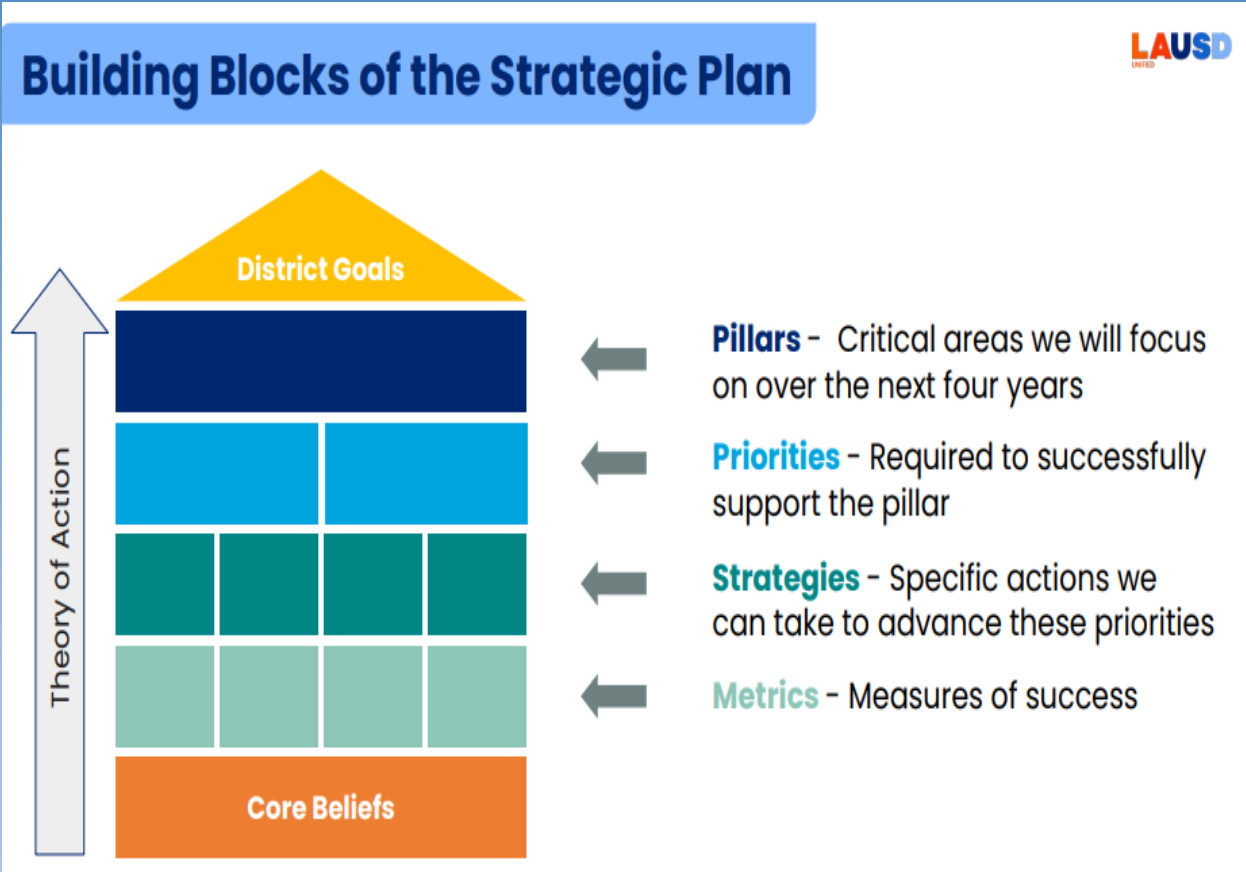 Building Blocks of the Strategic Plan
LAUSD
UNIFIED
District Goals
Theory of Action
Pillars - Critical areas we will focus
on over the next four years
Priorities - Required to successfully
support the pillar
Strategies - Specific actions we
can take to advance these priorities
Metrics - Measures of success
Core Beliefs